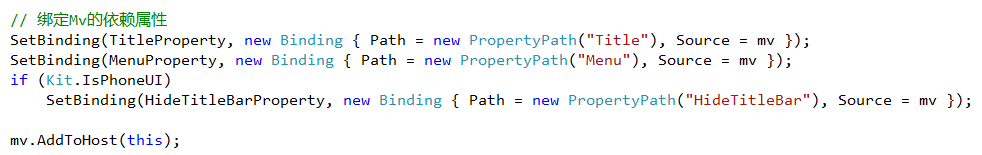 // 绑定Mv的依赖属性
SetBinding(TitleProperty, new Binding { Path = new PropertyPath("Title"), Source = mv });
SetBinding(MenuProperty, new Binding { Path = new PropertyPath("Menu"), Source = mv });
if (Kit.IsPhoneUI)
    SetBinding(HideTitleBarProperty, new Binding { Path = new PropertyPath("HideTitleBar"), Source = mv });
mv.AddToHost(this);